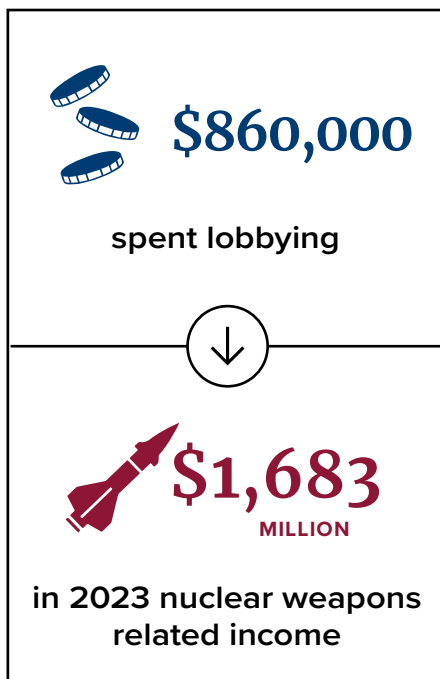 $860,000
spent lobbying
$1,683
MILLION
in 2023 nuclear weapons
related income